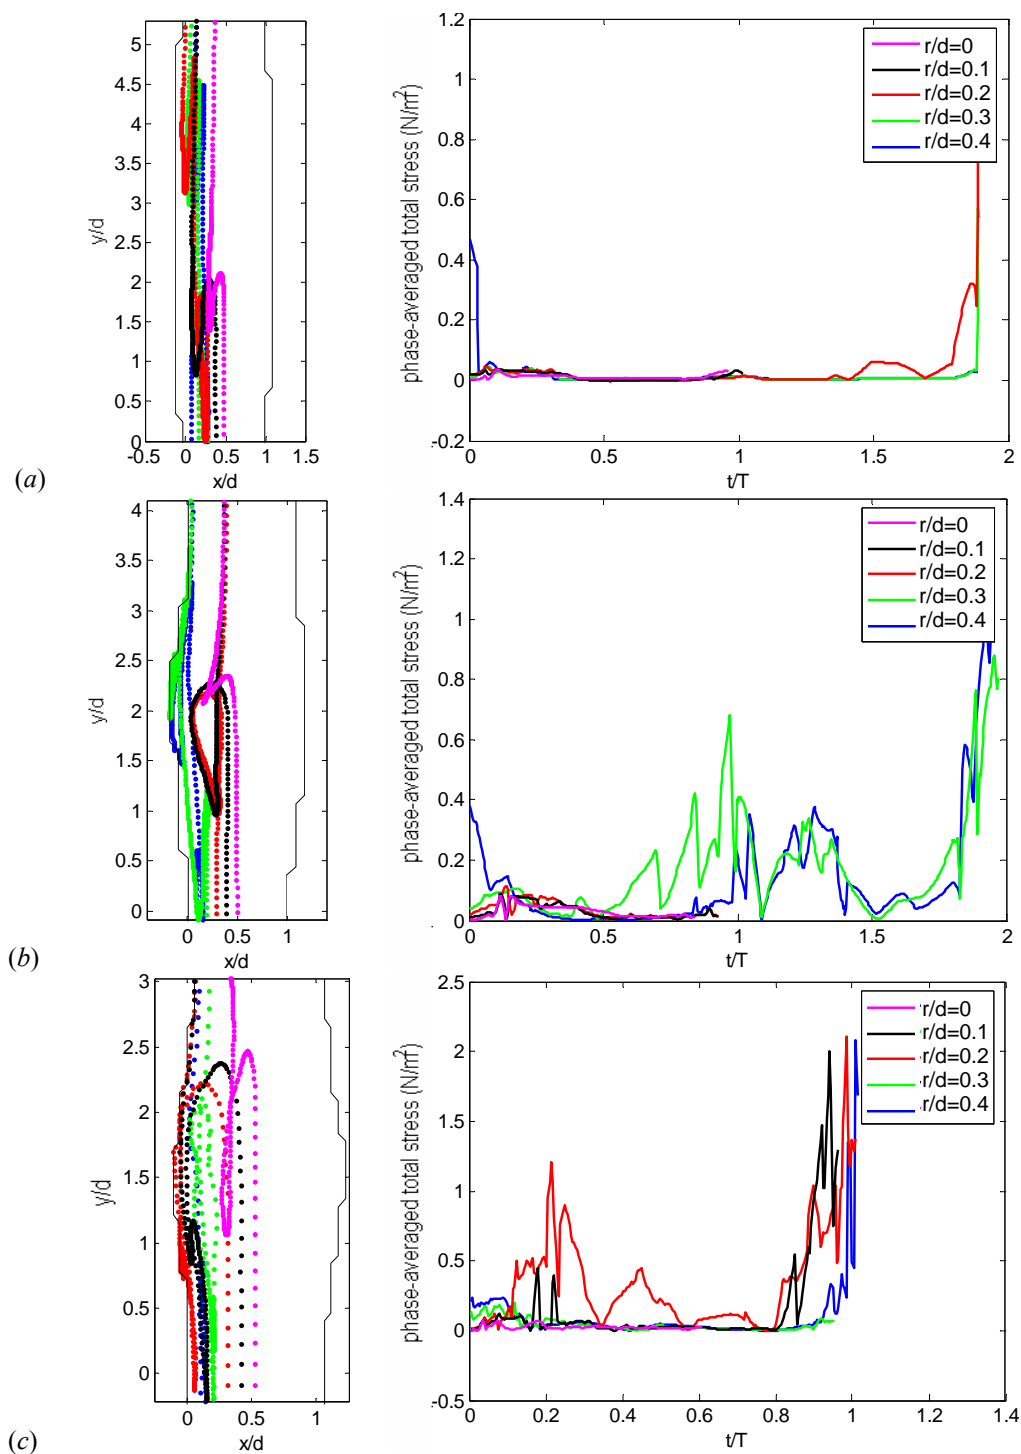 5
4.5
4
3.5
3
2.5
2
1.5
1
0.5
0
-0.5 0 0.5 1 1.5
y/d
x/d
1.2
1
0.8
0.6
0.4
0.2
0
-0.2
0 0.5 1 1.5 2
phase-averaged total stress (N/m²)
t/T
r/d=0
r/d=0.1
r/d=0.2
r/d=0.3
r/d=0.4
(a)
4
3.5
3
2.5
2
1.5
1
0.5
0
0 0.5 1
y/d
x/d
1.4
1.2
1
0.8
0.6
0.4
0.2
0
0 0.5 1 1.5 2
phase-averaged total stress (N/m²)
t/T
r/d=0
r/d=0.1
r/d=0.2
r/d=0.3
r/d=0.4
(b)
3
2.5
2
1.5
1
0.5
0
0 0.5 1
y/d
x/d
2.5
2
1.5
1
0.5
0
-0.5
0 0.2 0.4 0.6 0.8 1 1.2 1.4
phase-averaged total stress (N/m²)
t/T
r/d=0
r/d=0.1
r/d=0.2
r/d=0.3
r/d=0.4
(c)